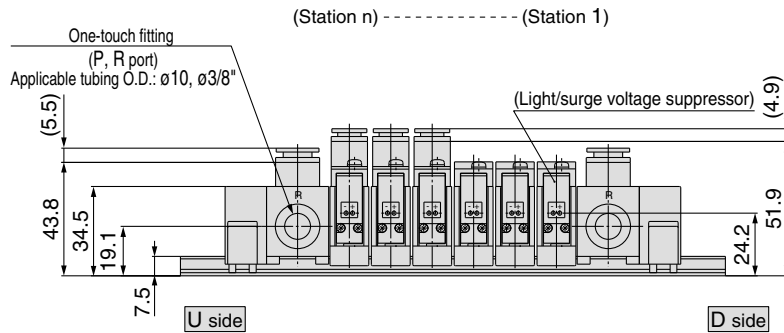 (Station n) ------------ (Station 1)
One-touch fitting
(P, R port)
Applicable tubing O.D.: ø10, ø3/8"
(Light/surge voltage suppressor)
(5.5)
(4.9)
43.8
34.5
19.1
7.5
R
R
24.2
51.9
U side
D side